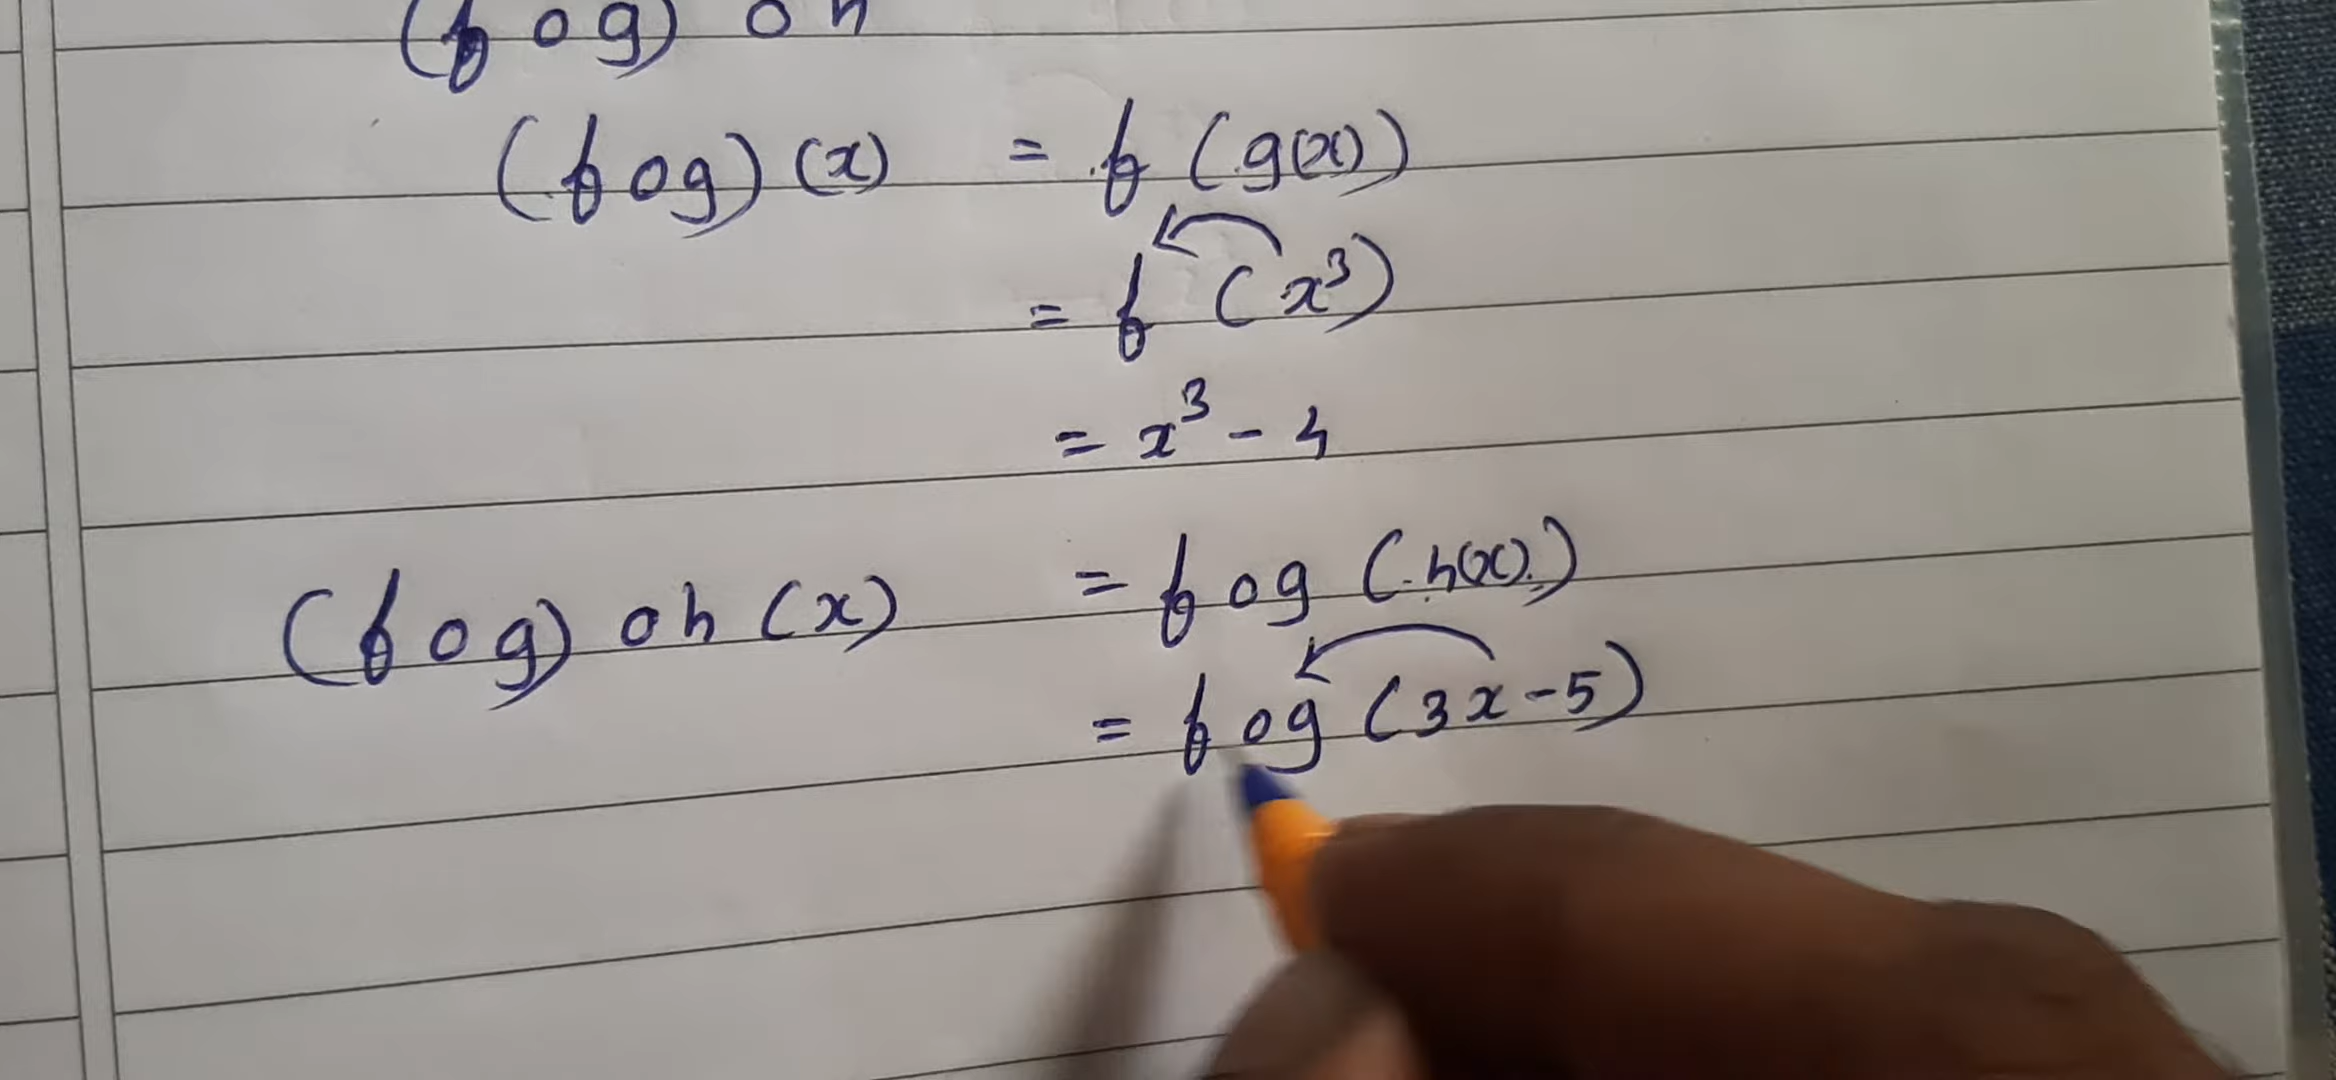 (f o g) o h
(f o g) (x) = f (g(x))
= f (x³)
= x³ - 4
(f o g) o h (x) = f o g (h(x))
= f o g (3x - 5)